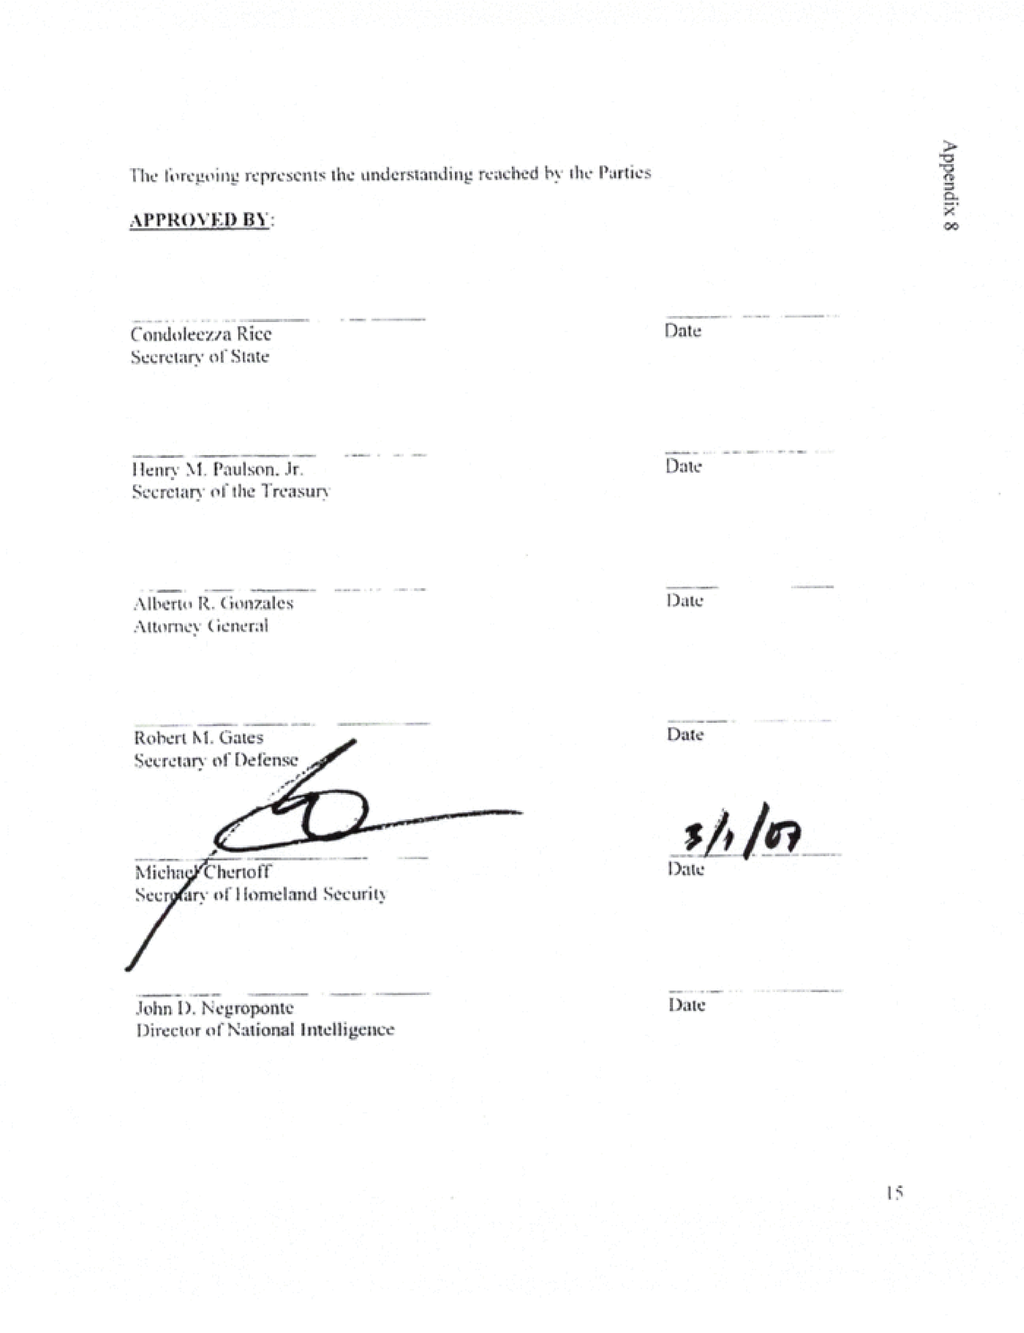 Appendix 8
The foregoing represents the understanding reached by the Parties
APPROVED BY:
Condoleezza Rice
Secretary of State
Date
Henry M. Paulson, Jr.
Secretary of the Treasury
Date
Alberto R. Gonzales
Attorney General
Date
Robert M. Gates
Secretary of Defense
Date
3/1/07
Michael Chertoff
Secretary of Homeland Security
Date
John D. Negroponte
Director of National Intelligence
Date
15